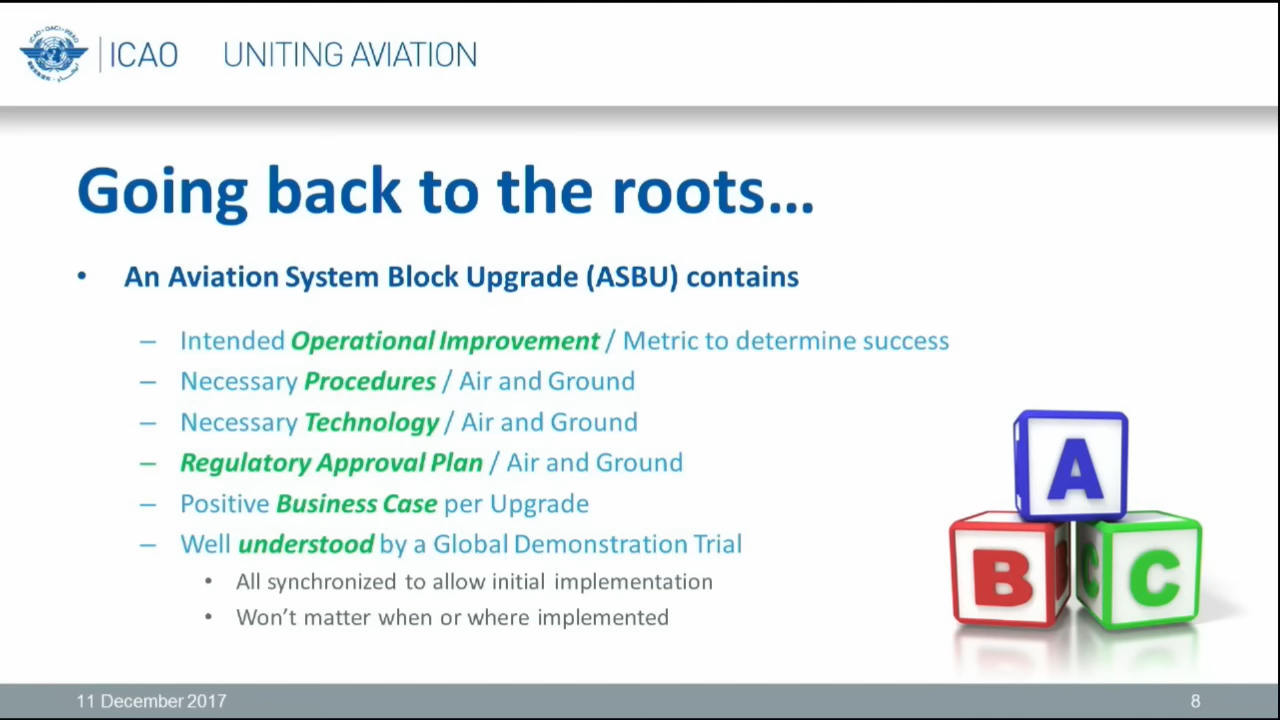 ICAO UNITING AVIATION
Going back to the roots...
• An Aviation System Block Upgrade (ASBU) contains
– Intended Operational Improvement / Metric to determine success
– Necessary Procedures / Air and Ground
– Necessary Technology / Air and Ground
– Regulatory Approval Plan / Air and Ground
– Positive Business Case per Upgrade
– Well understood by a Global Demonstration Trial
• All synchronized to allow initial implementation
• Won't matter when or where implemented
A
B C C
11 December 2017 8